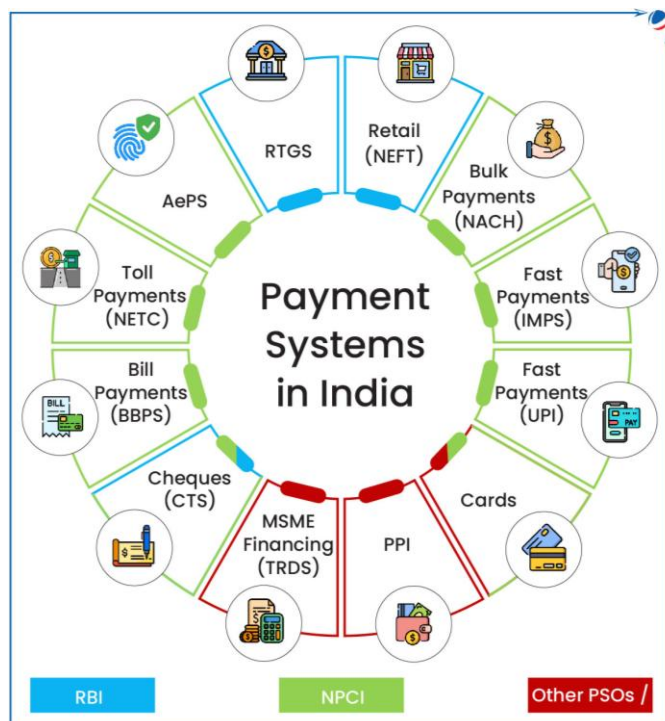 RTGS
Retail
(NEFT)
Bulk
Payments
(NACH)
Fast
Payments
(IMPS)
Fast
Payments
(UPI)
Cards
PPI
MSME
Financing
(TRDS)
Cheques
(CTS)
Bill
Payments
(BBPS)
Toll
Payments
(NETC)
AePS
Payment
Systems
in India
BILL
PAY
RBI
NPCI
Other PSOs /